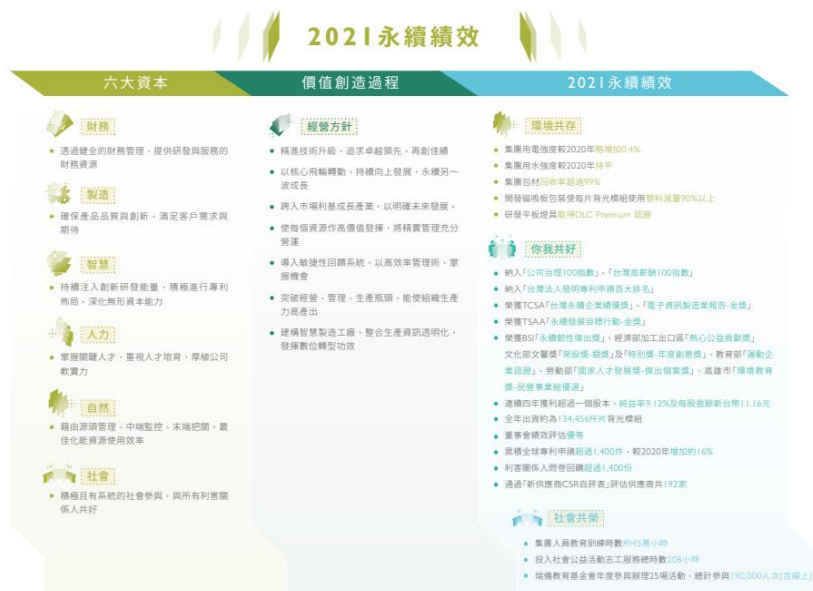 2021永續績效
六大資本
價值創造過程
2021永續績效
財務
透過健全的財務管理，提供研發與服務的
財務資源
製造
確保產品品質與創新，滿足客戶需求與
期待
智慧
持續注入創新研發能量，積極進行專利
佈局，深化無形資本能力
人力
掌握關鍵人才，重視人才培育，厚植公司
軟實力
自然
藉由源頭管理、中端監控、末端把關，最
佳化能資源使用效率
社會
積極且有系統的社會參與，與所有利害關
係人共好
經營方針
精進技術升級，追求卓越領先，再創佳績
以核心飛輪轉動，持續向上發展，永續另一
波成長
跨入市場利基成長產業，以明確未來發展。
使每個資源作高價值發揮，將精實管理充分
營運
導入敏捷性回饋系統，以高效率管理術，掌
握機會
突破經營、管理、生產瓶頸，能使組織生產
力高產出
建構智慧製造工廠，整合生產資訊透明化，
發揮數位轉型功效
環境共存
集團用電強度較2020年略增加0.4%
集團用水強度較2020年持平
集團包材回收率超過99%
開發磁吸板包裝使每片背光模組使用塑料減量90%以上
研發平板燈具取得DLC Premium 認證
你我共好
納入「公司治理100指數」、「台灣高薪酬100指數」
納入「台灣法人發明專利申請百大排名」
榮獲TCSA「台灣永續企業績優獎」、「電子資訊製造業報告-金獎」
榮獲TSAA「永續發展目標行動-金獎」
榮獲BSI「永續韌性傑出獎」、經濟部加工出口區「熱心公益貢獻獎」
文化部文馨獎「常設獎-銀獎」及「特別獎-年度創意獎」、教育部「運動企
業認證」、勞動部「國家人才發展獎-傑出個案獎」、高雄市「環境教育
獎-民營事業組優選」
連續四年獲利超過一個股本，純益率9.12%及每股盈餘新台幣11.16元
全年出貨約為134,456仟片背光模組
董事會績效評估優等
累積全球專利申請超過1,400件，較2020年增加約16%
利害關係人問卷回饋超過1,400份
通過「新供應商CSR自評表」評估供應商共192家
社會共榮
集團人員教育訓練時數約45萬小時
投入社會公益活動志工服務總時數208小時
瑞儀教育基金會年度參與辦理25場活動，總計參與190,000人次(含線上)